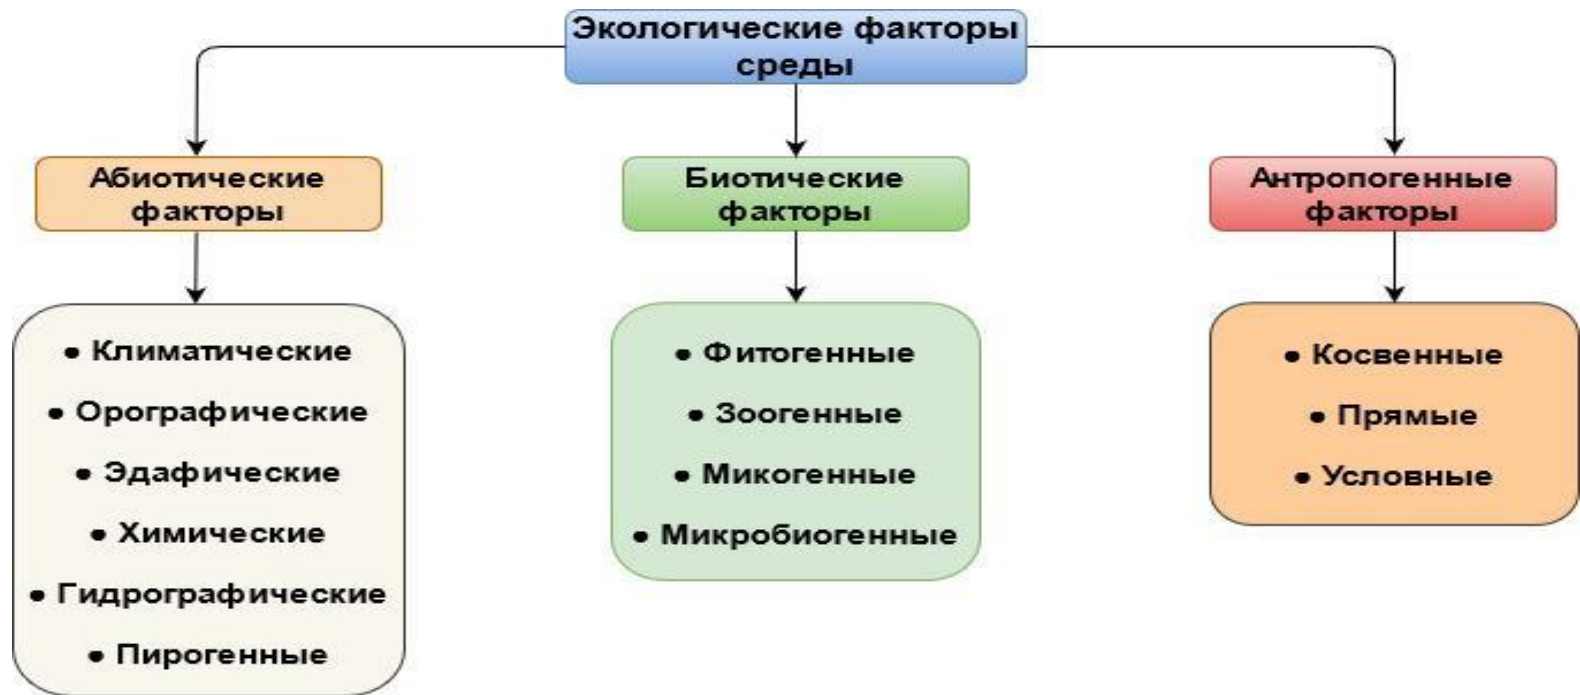 Экологические факторы
среды
Абиотические
факторы
• Климатические
• Орографические
• Эдафические
• Химические
• Гидрографические
• Пирогенные
Биотические
факторы
• Фитогенные
• Зоогенные
• Микогенные
• Микробиогенные
Антропогенные
факторы
• Косвенные
• Прямые
• Условные